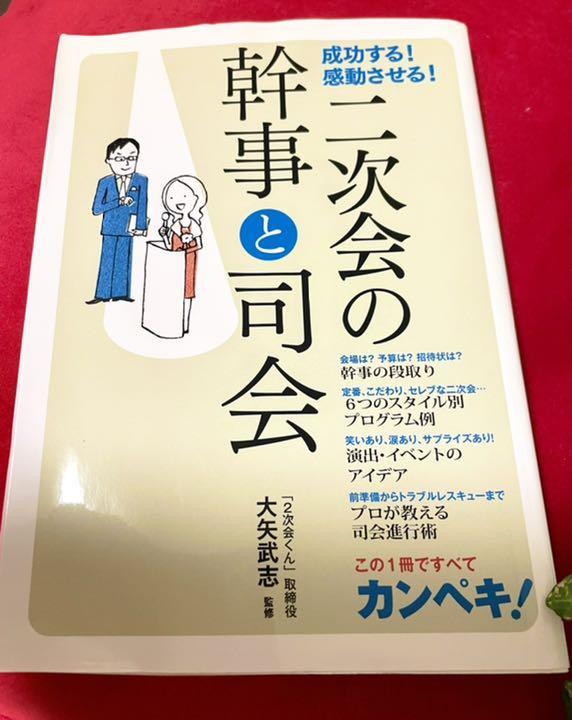 成功する!
感動させる!
二次会の
幹事と司会
会場は? 予算は? 招待状は?
幹事の段取り
定番、こだわり、セレブな二次会…
6つのスタイル別
プログラム例
笑いあり、涙あり、サプライズあり!
演出・イベントの
アイデア
前準備からトラブルレスキューまで
プロが教える
司会進行術
「2次会くん」取締役
大矢武志 監修
この1冊ですべて
カンペキ!